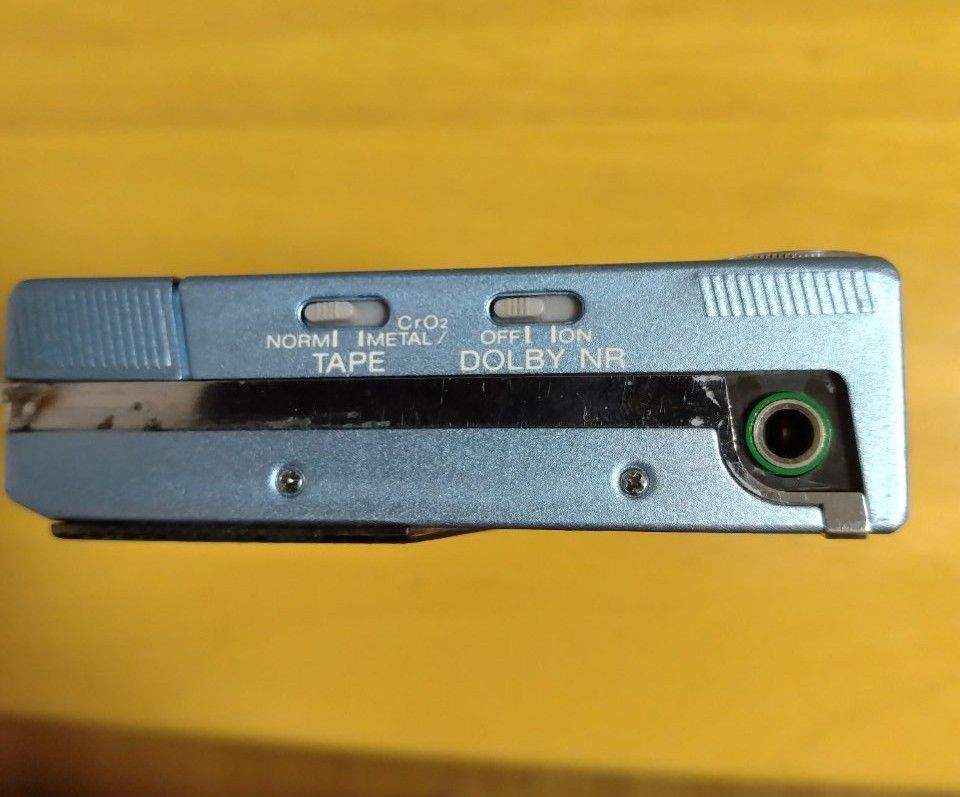 CrO2
NORM METAL/
TAPE
OFF ON
DOLBY NR